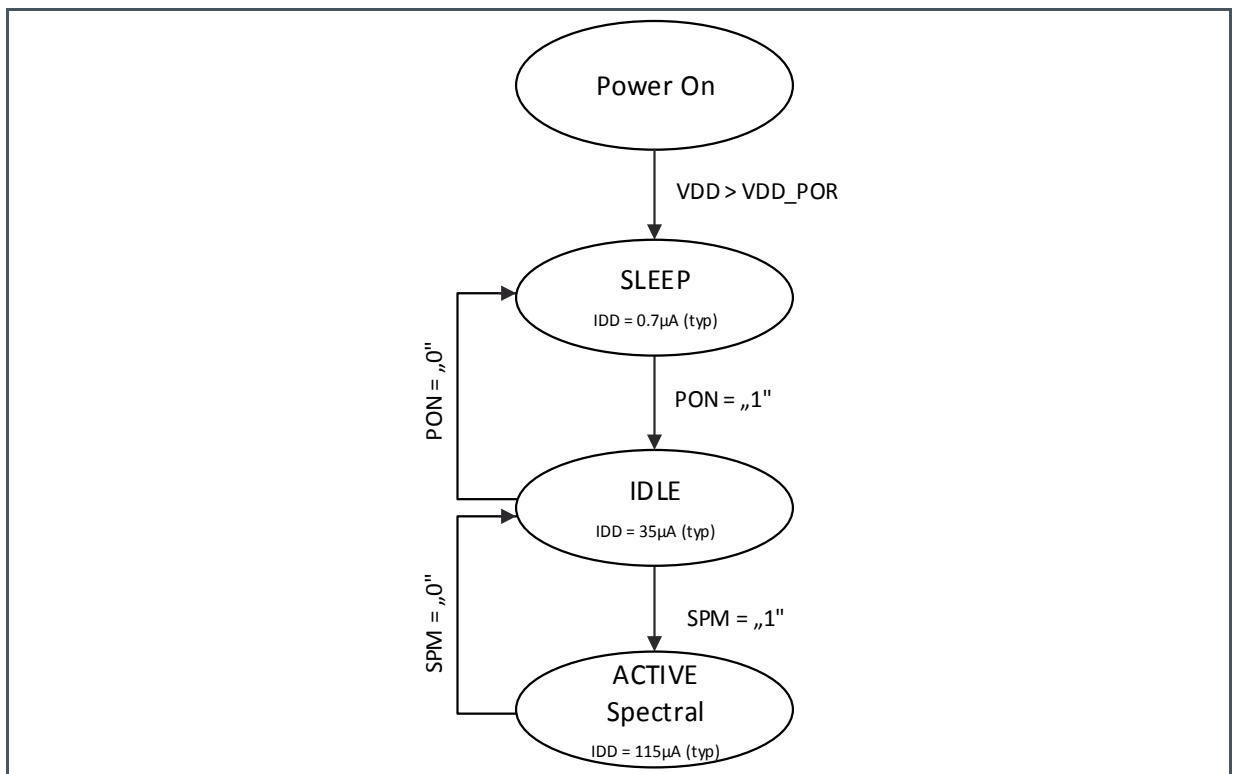 Power On
VDD > VDD_POR
SLEEP
IDD = 0.7µA (typ)
PON = „0"
PON = „1"
IDLE
IDD = 35µA (typ)
SPM = „0"
SPM = „1"
ACTIVE
Spectral
IDD = 115µA (typ)